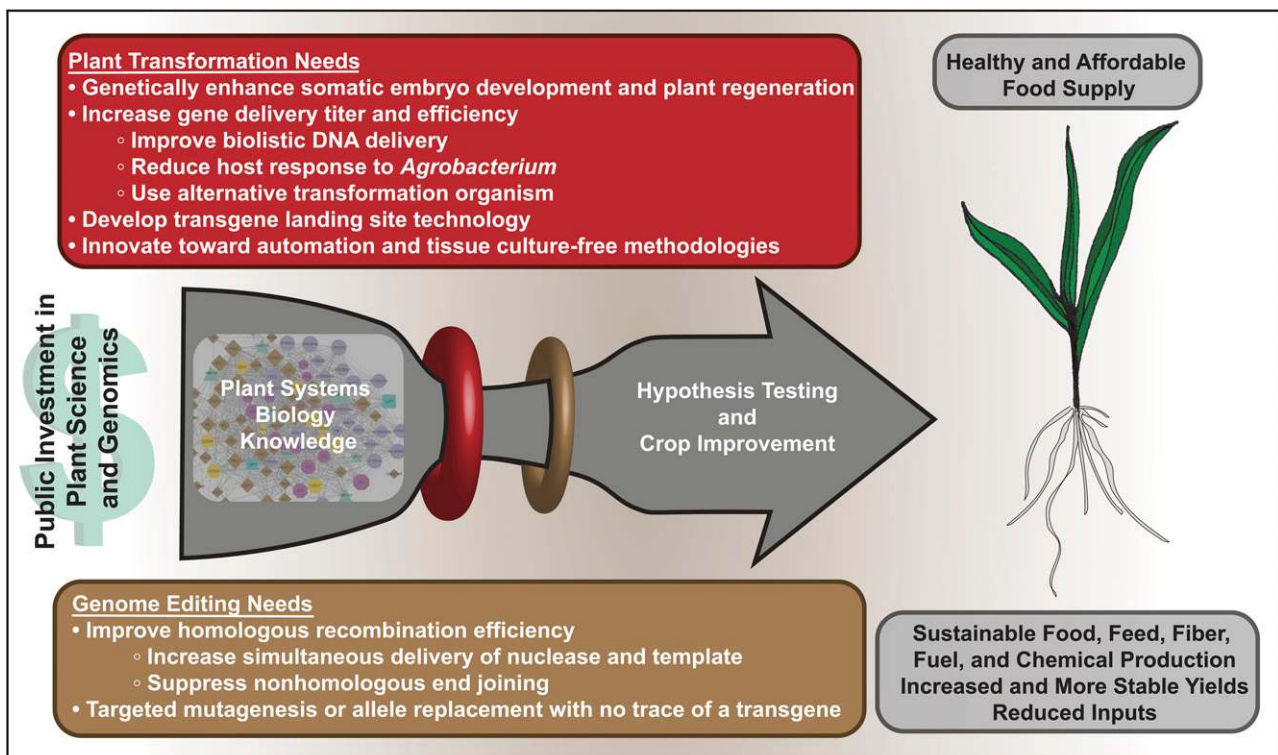 Plant Transformation Needs
• Genetically enhance somatic embryo development and plant regeneration
• Increase gene delivery titer and efficiency
◦ Improve biolistic DNA delivery
◦ Reduce host response to Agrobacterium
◦ Use alternative transformation organism
• Develop transgene landing site technology
• Innovate toward automation and tissue culture-free methodologies
Healthy and Affordable
Food Supply
Public Investment in
Plant Science
and Genomics
$
Plant Systems
Biology
Knowledge
Hypothesis Testing
and
Crop Improvement
Genome Editing Needs
• Improve homologous recombination efficiency
◦ Increase simultaneous delivery of nuclease and template
◦ Suppress nonhomologous end joining
• Targeted mutagenesis or allele replacement with no trace of a transgene
Sustainable Food, Feed, Fiber,
Fuel, and Chemical Production
Increased and More Stable Yields
Reduced Inputs